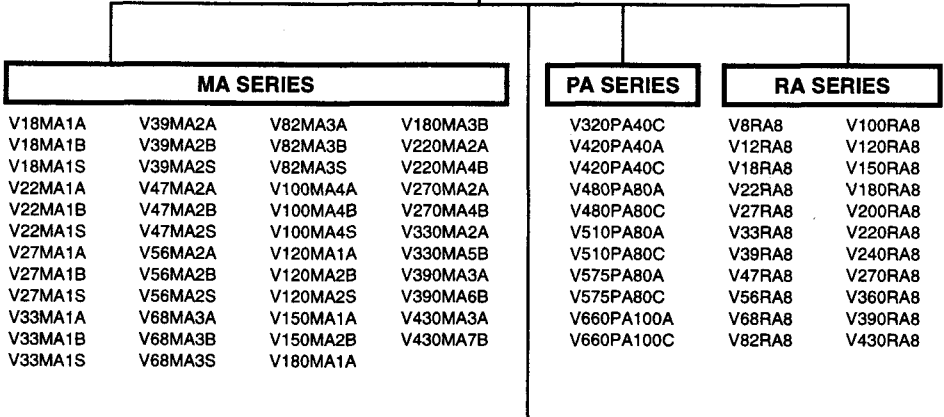 MA SERIES
V18MA1A V39MA2A V82MA3A V180MA3B
V18MA1B V39MA2B V82MA3B V220MA2A
V18MA1S V39MA2S V82MA3S V220MA4B
V22MA1A V47MA2A V100MA4A V270MA2A
V22MA1B V47MA2B V100MA4B V270MA4B
V22MA1S V47MA2S V100MA4S V330MA2A
V27MA1A V56MA2A V120MA1A V330MA5B
V27MA1B V56MA2B V120MA2B V390MA3A
V27MA1S V56MA2S V120MA2S V390MA6B
V33MA1A V68MA3A V150MA1A V430MA3A
V33MA1B V68MA3B V150MA2B V430MA7B
V33MA1S V68MA3S V180MA1A
PA SERIES
V320PA40C
V420PA40A
V420PA40C
V480PA80A
V480PA80C
V510PA80A
V510PA80C
V575PA80A
V575PA80C
V660PA100A
V660PA100C
RA SERIES
V8RA8 V100RA8
V12RA8 V120RA8
V18RA8 V150RA8
V22RA8 V180RA8
V27RA8 V200RA8
V33RA8 V220RA8
V39RA8 V240RA8
V47RA8 V270RA8
V56RA8 V360RA8
V68RA8 V390RA8
V82RA8 V430RA8